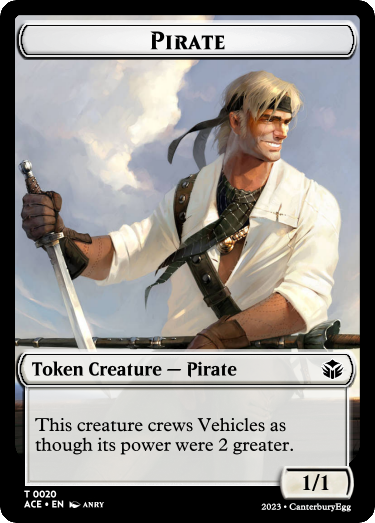 PIRATE
Token Creature — Pirate
This creature crews Vehicles as
though its power were 2 greater.
1/1
T 0020
ACE • EN ANRY
2023 • CanterburyEgg